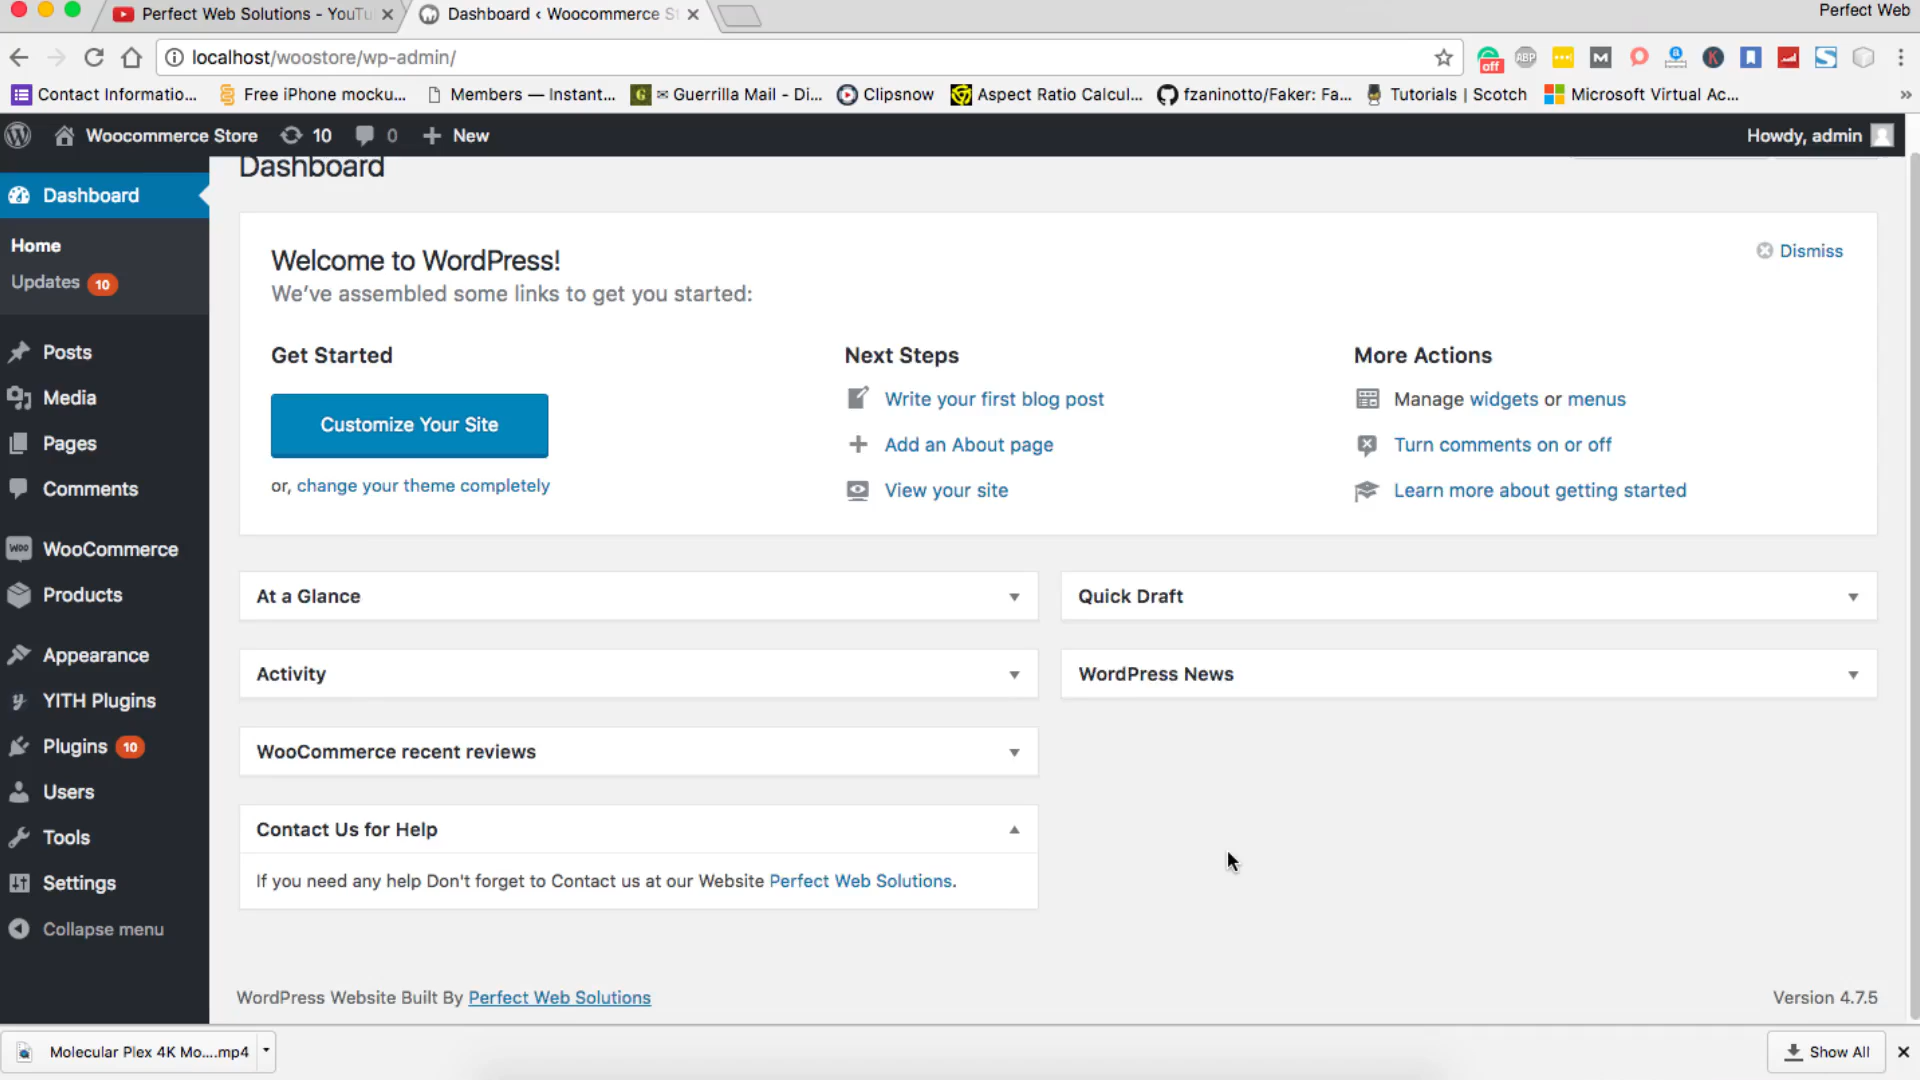 Perfect Web Solutions - YouTu
Dashboard ‹ Woocommerce St
Perfect Web
localhost/woostore/wp-admin/
off
ABP
Contact Informatio...
Free iPhone mocku...
Members — Instant...
✉ Guerrilla Mail - Di...
Clipsnow
Aspect Ratio Calcul...
fzaninotto/Faker: Fa...
Tutorials | Scotch
Microsoft Virtual Ac...
»
Woocommerce Store
10
0
+ New
Howdy, admin
Dashboard
Home
Updates 10
Posts
Media
Pages
Comments
WooCommerce
Products
Appearance
YITH Plugins
Plugins 10
Users
Tools
Settings
Collapse menu
Dashboard
Welcome to WordPress!
Dismiss
We've assembled some links to get you started:
Get Started
Customize Your Site
or, change your theme completely
Next Steps
Write your first blog post
Add an About page
View your site
More Actions
Manage widgets or menus
Turn comments on or off
Learn more about getting started
At a Glance
Activity
WooCommerce recent reviews
Contact Us for Help
If you need any help Don't forget to Contact us at our Website Perfect Web Solutions.
Quick Draft
WordPress News
WordPress Website Built By Perfect Web Solutions
Version 4.7.5
Molecular Plex 4K Mo....mp4
Show All